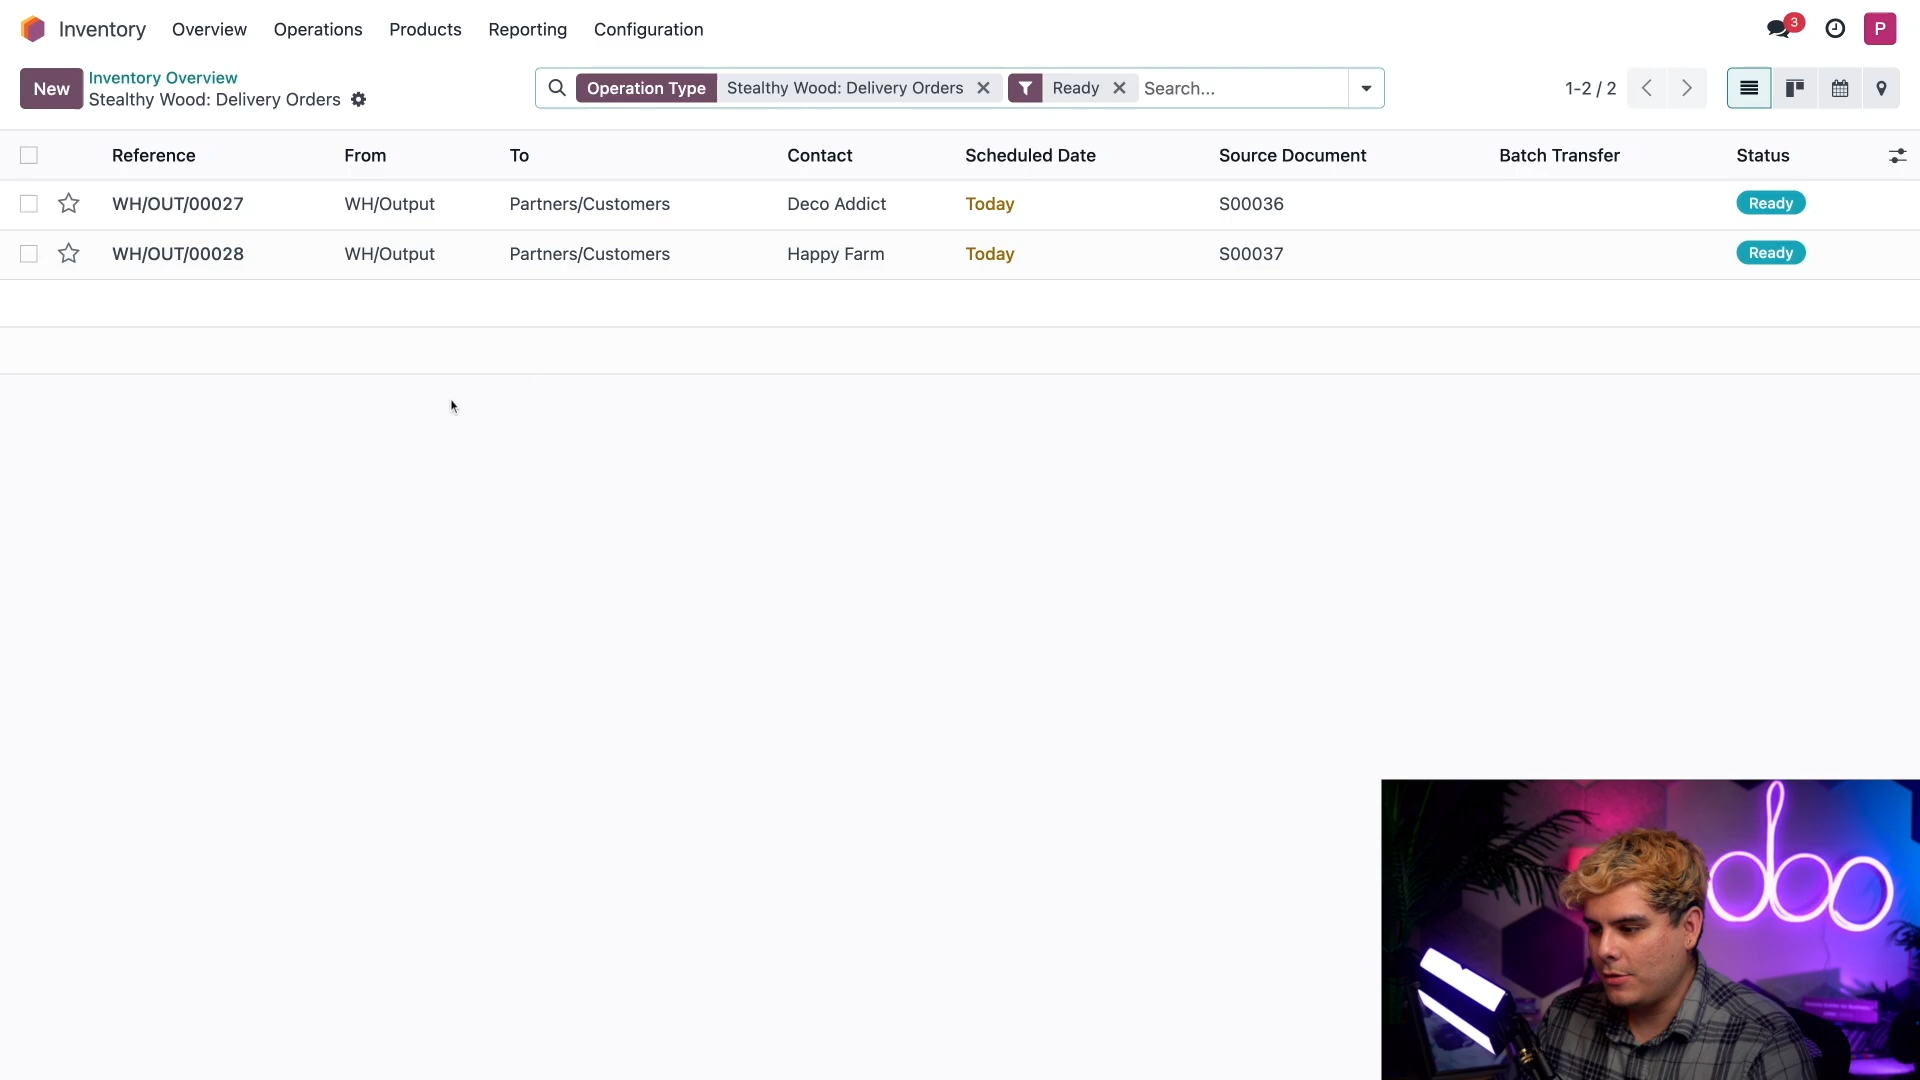 Inventory Overview Operations Products Reporting Configuration 3 P
New Inventory Overview
Stealthy Wood: Delivery Orders
Operation Type Stealthy Wood: Delivery Orders Ready Search... 1-2 / 2
Reference From To Contact Scheduled Date Source Document Batch Transfer Status
WH/OUT/00027 WH/Output Partners/Customers Deco Addict Today S00036 Ready
WH/OUT/00028 WH/Output Partners/Customers Happy Farm Today S00037 Ready